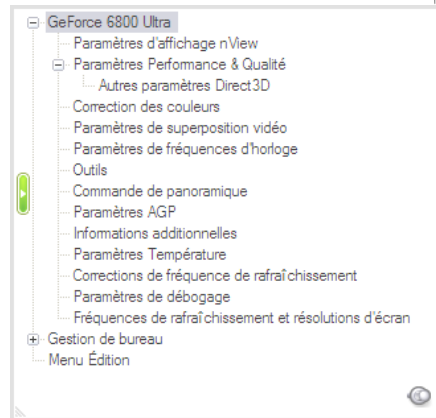 GeForce 6800 Ultra
Paramètres d'affichage nView
Paramètres Performance & Qualité
Autres paramètres Direct3D
Correction des couleurs
Paramètres de superposition vidéo
Paramètres de fréquences d'horloge
Outils
Commande de panoramique
Paramètres AGP
Informations additionnelles
Paramètres Température
Corrections de fréquence de rafraîchissement
Paramètres de débogage
Fréquences de rafraîchissement et résolutions d'écran
Gestion de bureau
Menu Édition